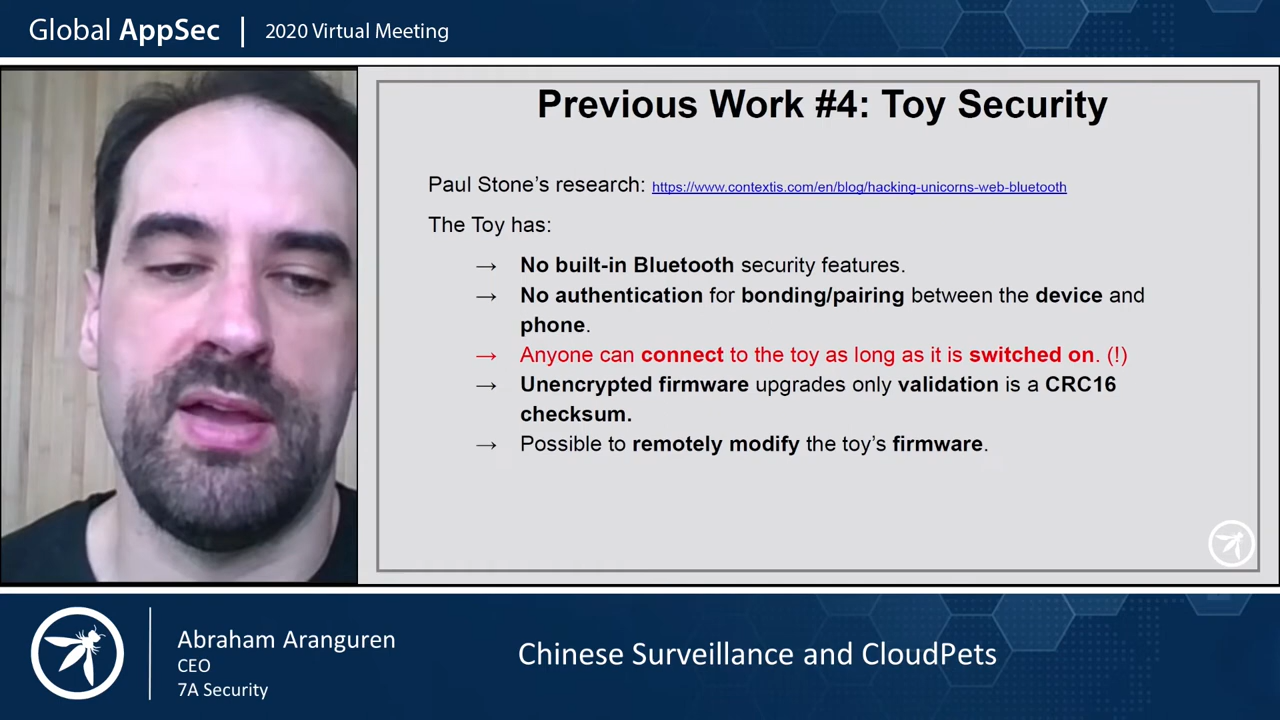 Global AppSec | 2020 Virtual Meeting
Previous Work #4: Toy Security
Paul Stone’s research: https://www.contextis.com/en/blog/hacking-unicorns-web-bluetooth
The Toy has:
→ No built-in Bluetooth security features.
→ No authentication for bonding/pairing between the device and
phone.
→ Anyone can connect to the toy as long as it is switched on. (!)
→ Unencrypted firmware upgrades only validation is a CRC16
checksum.
→ Possible to remotely modify the toy’s firmware.
Abraham Aranguren
CEO
7A Security
Chinese Surveillance and CloudPets